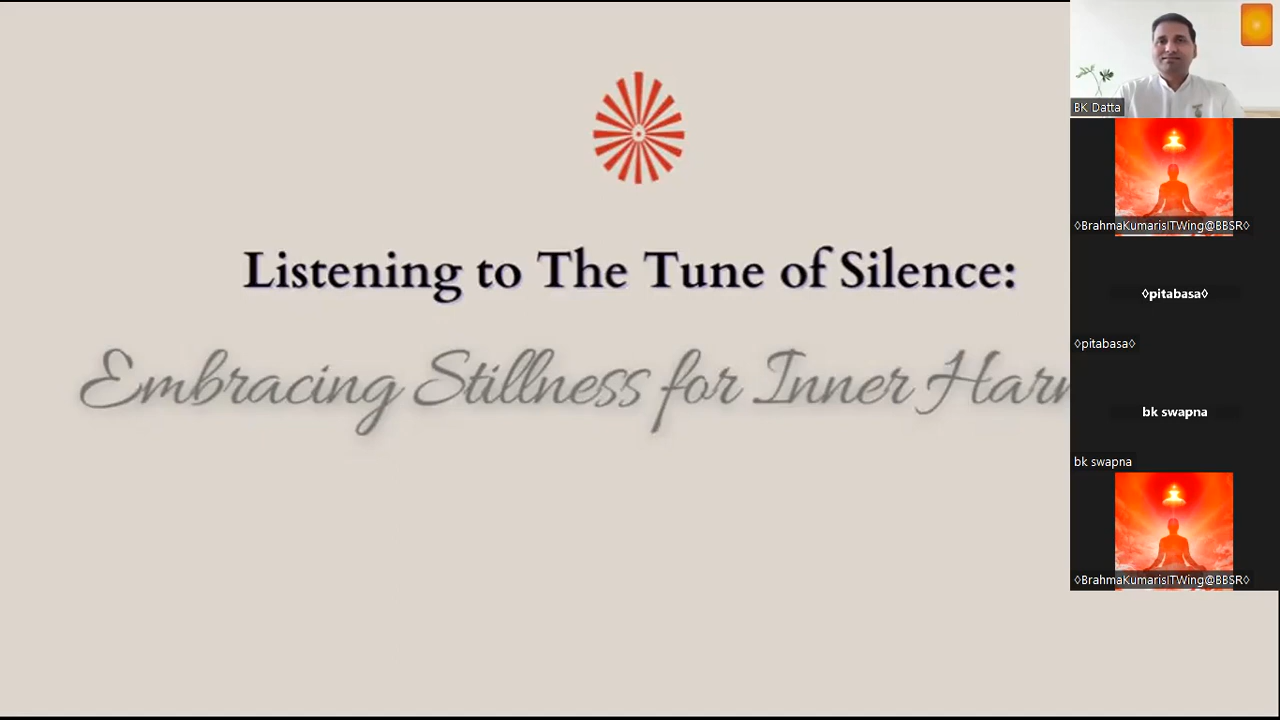 Listening to The Tune of Silence:
Embracing Stillness for Inner Har
BK Datta
◊BrahmaKumarisITWing@BBSR◊
◊pitabasa◊
◊pitabasa◊
bk swapna
bk swapna
◊BrahmaKumarisITWing@BBSR◊